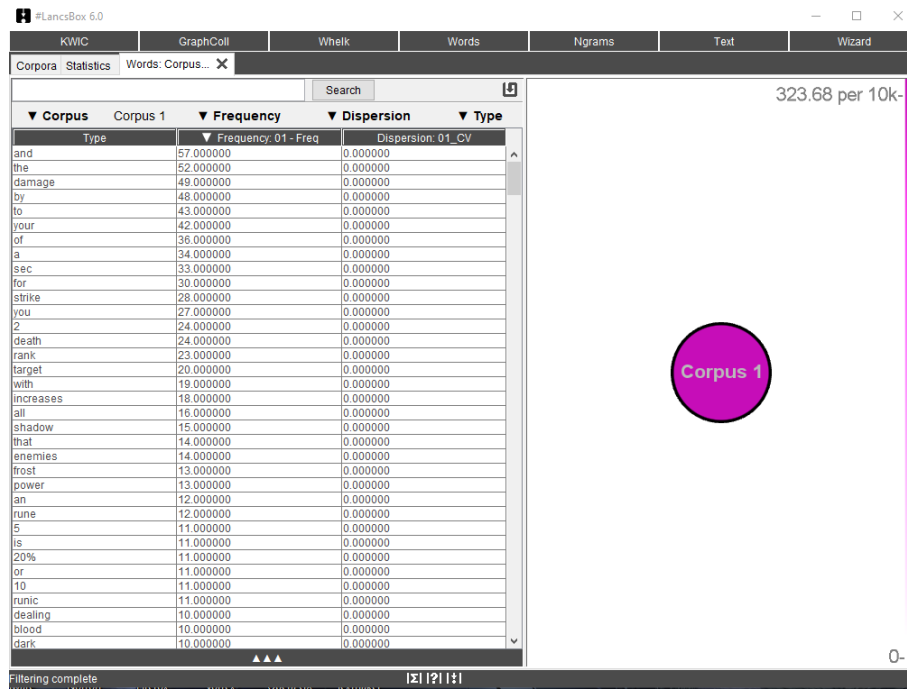 #LancsBox 6.0
KWIC GraphColl Whelk Words Ngrams Text Wizard
Corpora Statistics Words: Corpus...
Search
▼ Corpus Corpus 1 ▼ Frequency ▼ Dispersion ▼ Type
Type ▼ Frequency: 01 - Freq Dispersion: 01_CV
and 57.000000 0.000000
the 52.000000 0.000000
damage 49.000000 0.000000
by 48.000000 0.000000
to 43.000000 0.000000
your 42.000000 0.000000
of 36.000000 0.000000
a 34.000000 0.000000
sec 33.000000 0.000000
for 30.000000 0.000000
strike 28.000000 0.000000
you 27.000000 0.000000
2 24.000000 0.000000
death 24.000000 0.000000
rank 23.000000 0.000000
target 20.000000 0.000000
with 19.000000 0.000000
increases 18.000000 0.000000
all 16.000000 0.000000
shadow 15.000000 0.000000
that 14.000000 0.000000
enemies 14.000000 0.000000
frost 13.000000 0.000000
power 13.000000 0.000000
an 12.000000 0.000000
rune 12.000000 0.000000
5 11.000000 0.000000
is 11.000000 0.000000
20% 11.000000 0.000000
or 11.000000 0.000000
10 11.000000 0.000000
runic 11.000000 0.000000
dealing 10.000000 0.000000
blood 10.000000 0.000000
dark 10.000000 0.000000
▲▲▲
323.68 per 10k-
Corpus 1
0-
Filtering complete |Σ| |?| |‡|